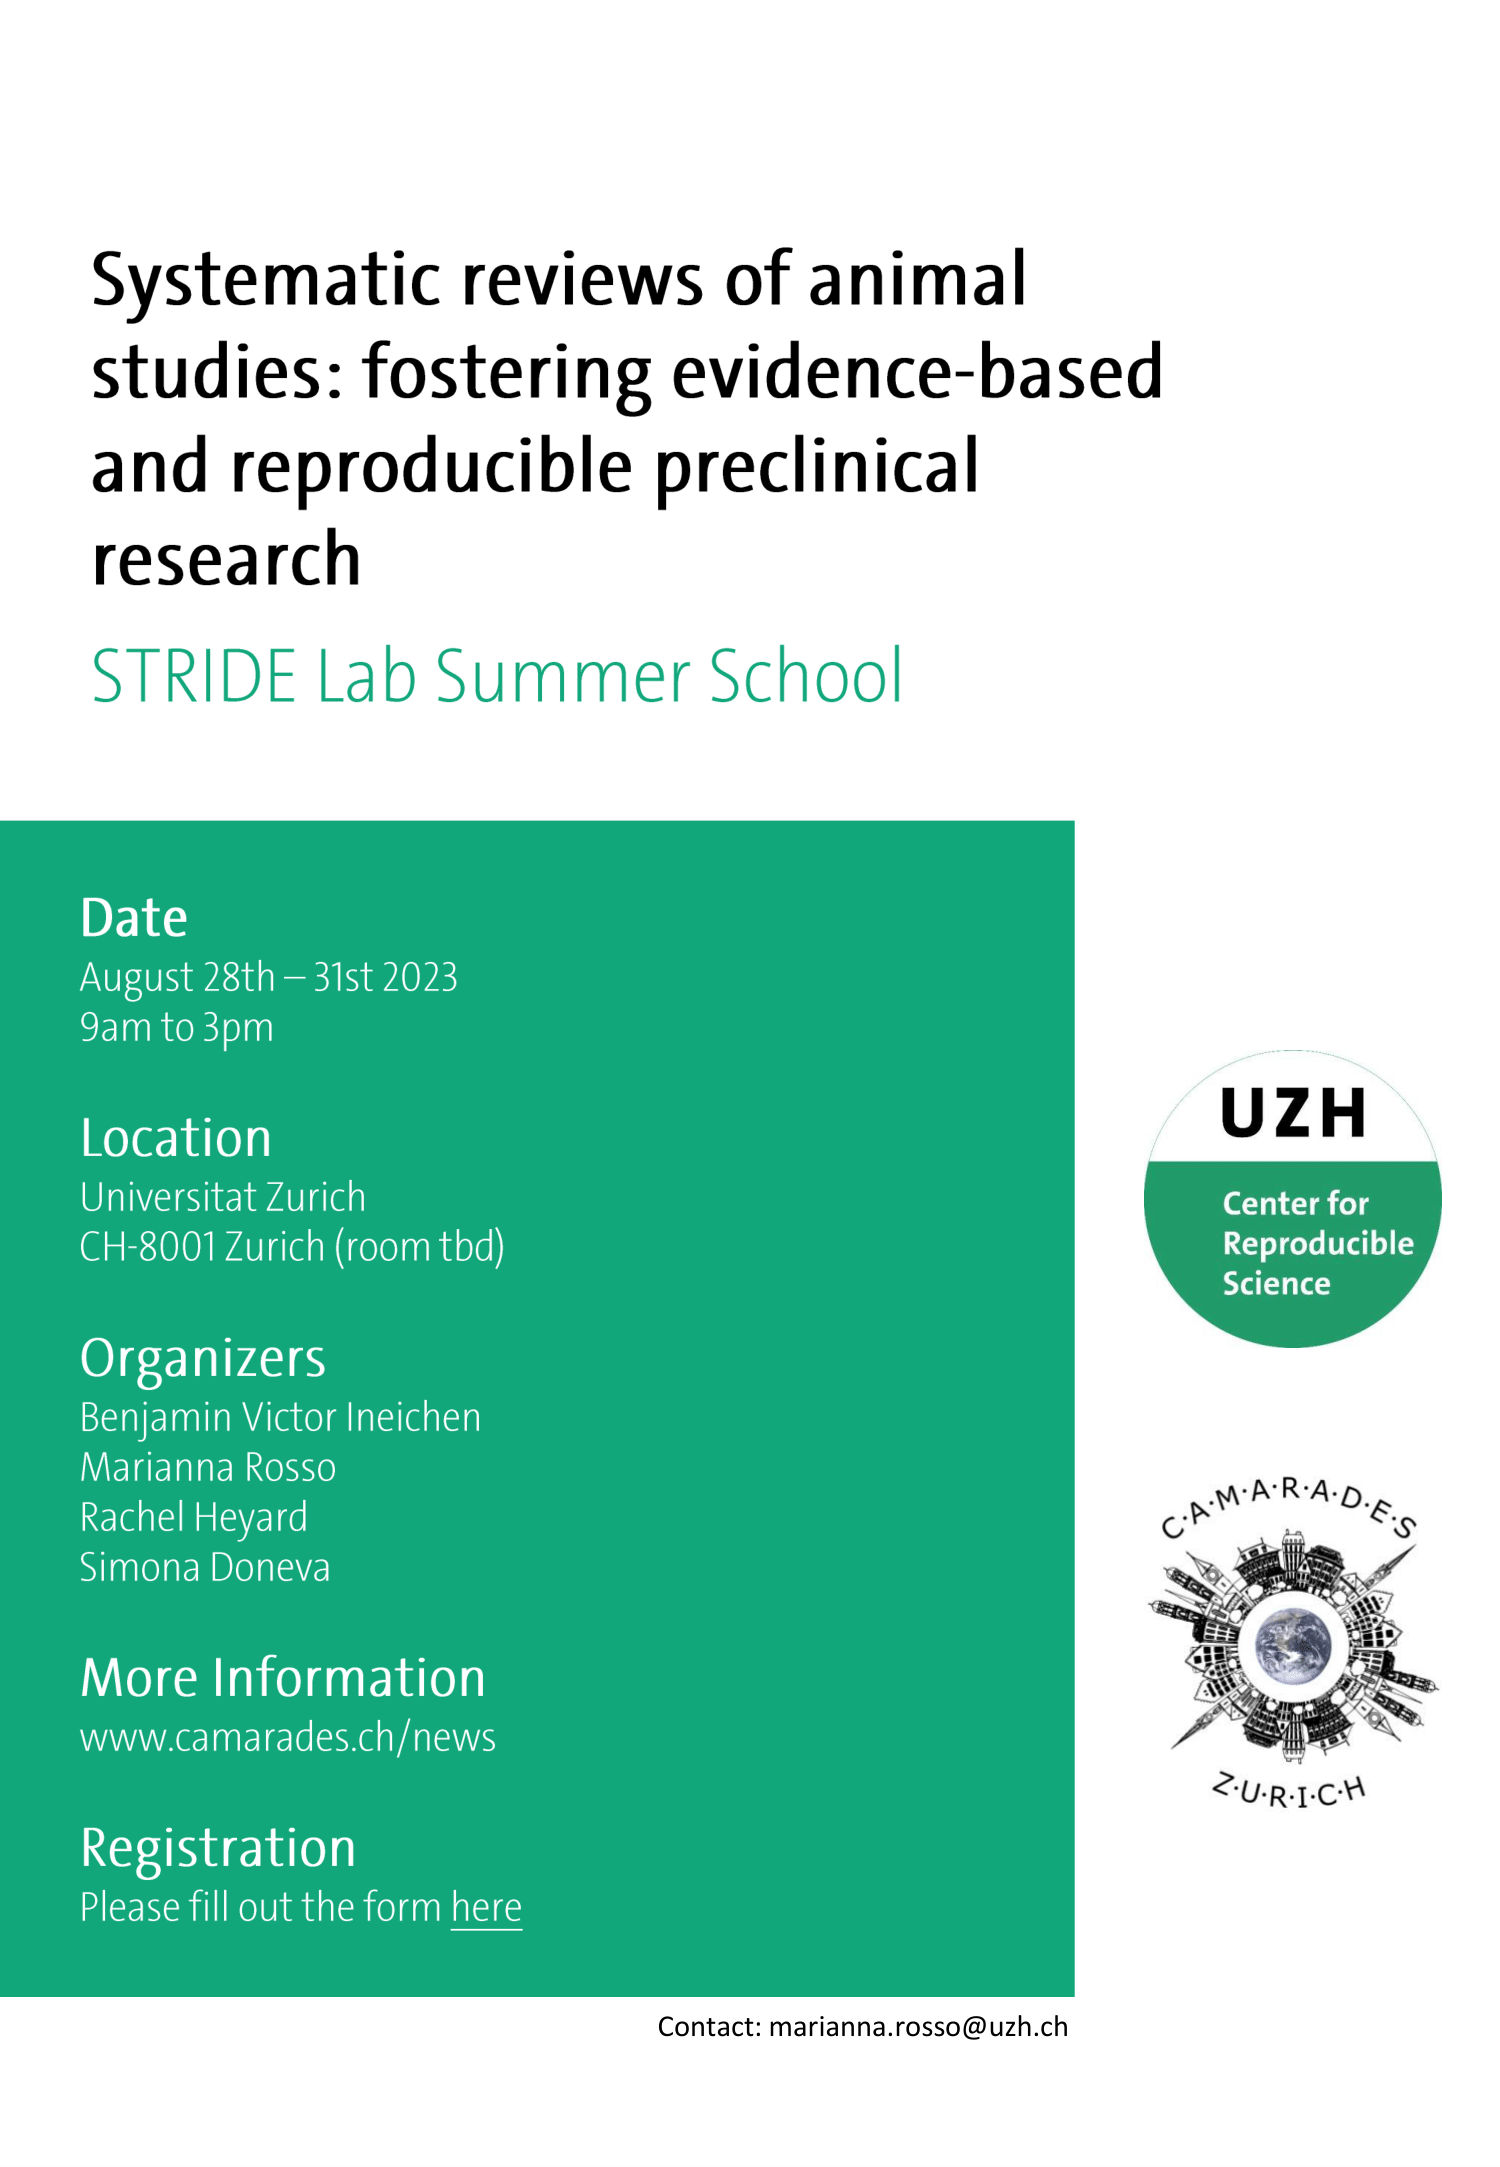 Systematic reviews of animal
studies: fostering evidence-based
and reproducible preclinical
research
STRIDE Lab Summer School
Date
August 28th – 31st 2023
9am to 3pm
Location
Universitat Zurich
CH-8001 Zurich (room tbd)
Organizers
Benjamin Victor Ineichen
Marianna Rosso
Rachel Heyard
Simona Doneva
More Information
www.camarades.ch/news
Registration
Please fill out the form here
UZH
Center for
Reproducible
Science
C·A·M·A·R·A·D·E·S
Z·U·R·I·C·H
Contact: marianna.rosso@uzh.ch